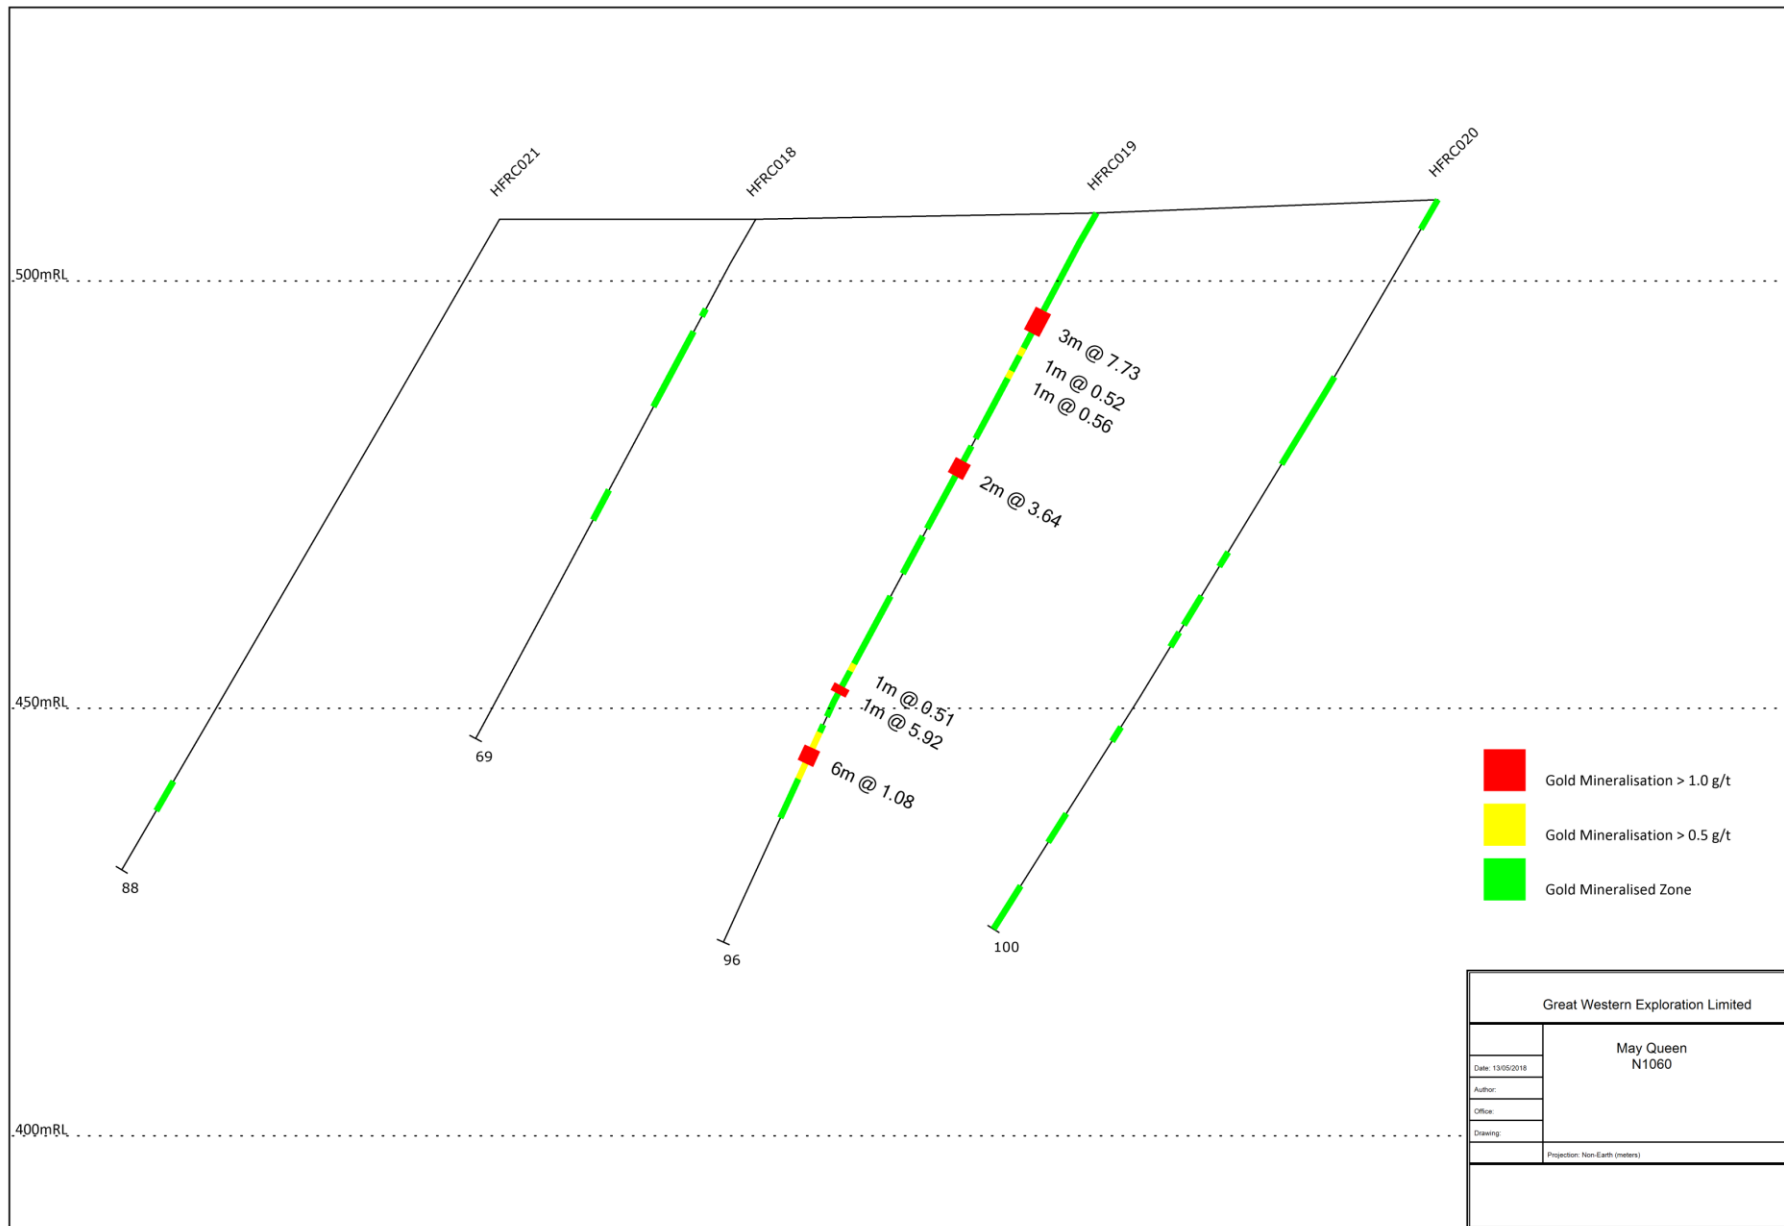 HFRC021
HFRC018
HFRC019
HFRC020
500mRL
3m @ 7.73
1m @ 0.52
1m @ 0.56
2m @ 3.64
450mRL
1m @ 0.51
1m @ 5.92
6m @ 1.08
69
88
96
100
Gold Mineralisation > 1.0 g/t
Gold Mineralisation > 0.5 g/t
Gold Mineralised Zone
400mRL
Great Western Exploration Limited
May Queen
N1060
Date: 13/05/2018
Author:
Office:
Drawing:
Projection: Non-Earth (meters)